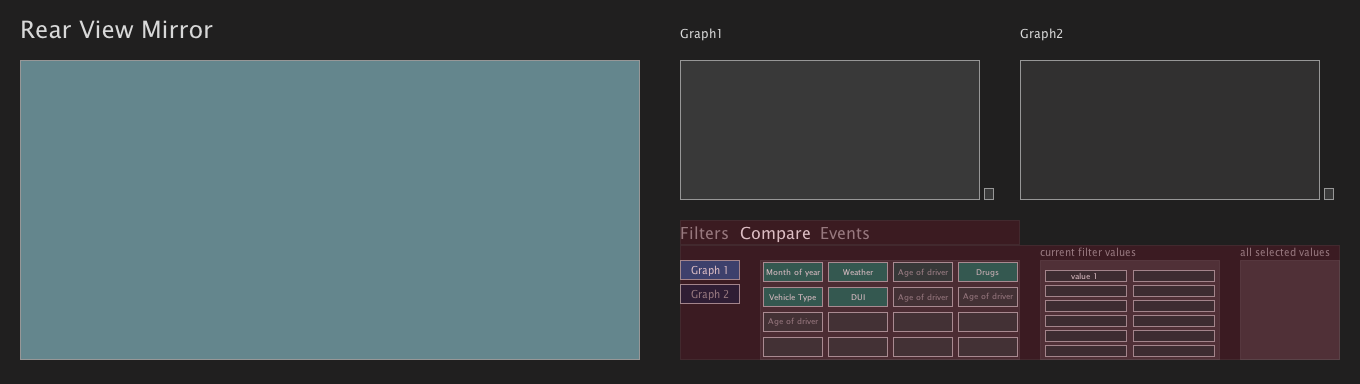 Rear View Mirror
Graph1
Graph2
Filters Compare Events
current filter values
all selected values
Graph 1
Graph 2
Month of year Weather Age of driver Drugs
Vehicle Type DUI Age of driver Age of driver
Age of driver
value 1